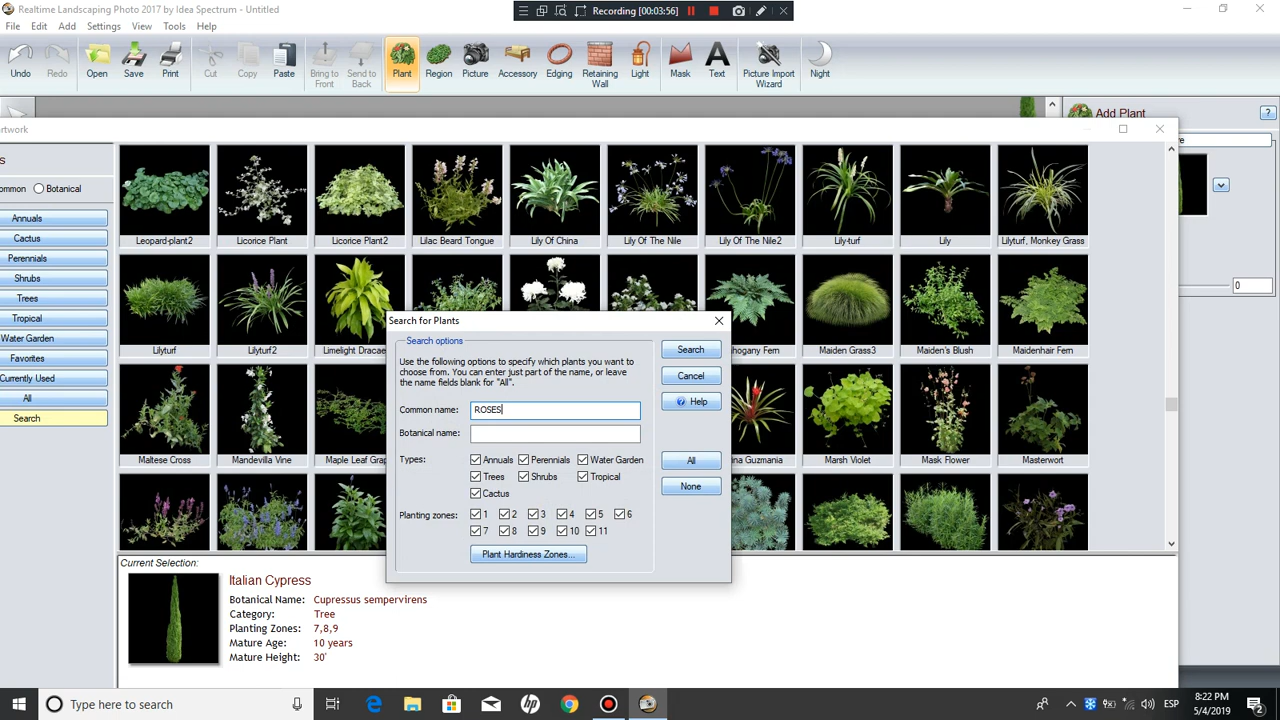 Realtime Landscaping Photo 2017 by Idea Spectrum - Untitled
Recording [00:03:56]
File Edit Add Settings View Tools Help
Undo Redo Open Save Print Cut Copy Paste Bring to Front Send to Back Plant Region Picture Accessory Edging Retaining Wall Light Mask Text Picture Import Wizard Night
Add Plant
ommon Botanical
Annuals
Cactus
Perennials
Shrubs
Trees
Tropical
Water Garden
Favorites
urrently Used
All
Search
Leopard-plant2 Licorice Plant Licorice Plant2 Lilac Beard Tongue Lily Of China Lily Of The Nile Lily Of The Nile2 Lily-turf Lily Lilyturf, Monkey Grass
Lilyturf Lilyturf2 Limelight Dracae ahogany Fern Maiden Grass3 Maiden's Blush Maidenhair Fern
0
Maltese Cross Mandevilla Vine Maple Leaf Grap na Guzmania Marsh Violet Mask Flower Masterwort
Search for Plants
Search options
Use the following options to specify which plants you want to
choose from. You can enter just part of the name, or leave
the name fields blank for "All".
Common name: ROSES
Botanical name:
Types: Annuals Perennials Water Garden
Trees Shrubs Tropical
Cactus
Planting zones: 1 2 3 4 5 6
7 8 9 10 11
Plant Hardiness Zones...
Search
Cancel
Help
All
None
Current Selection:
Italian Cypress
Botanical Name: Cupressus sempervirens
Category: Tree
Planting Zones: 7,8,9
Mature Age: 10 years
Mature Height: 30'
Type here to search
ESP
8:22 PM
5/4/2019
2